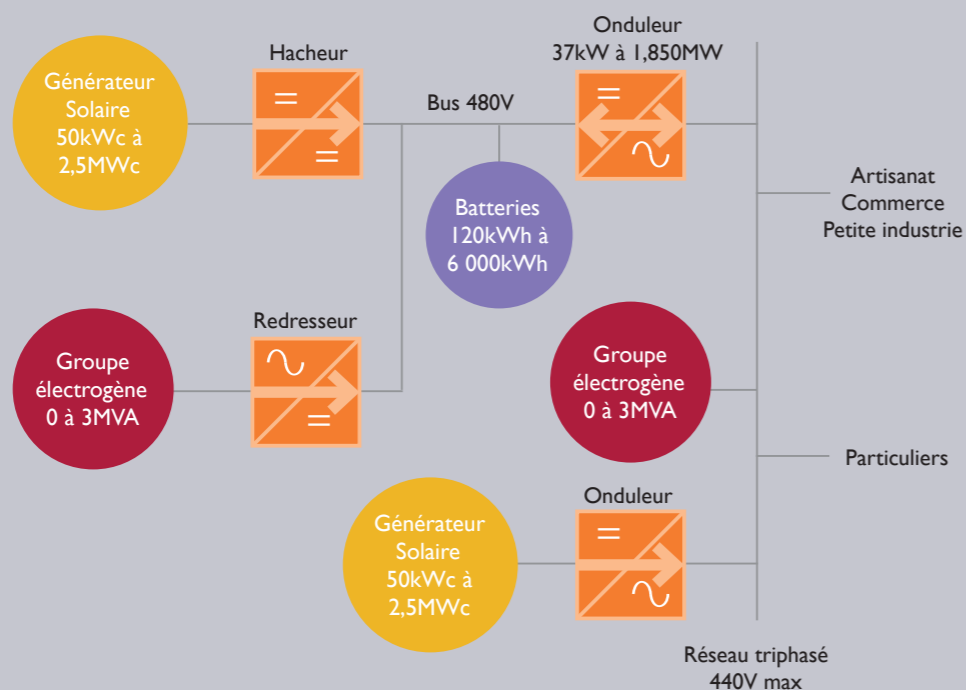 Hacheur
Onduleur
37kW à 1,850MW
Générateur
Solaire
50kWc à
2,5MWc
Bus 480V
Batteries
120kWh à
6 000kWh
Artisanat
Commerce
Petite industrie
Redresseur
Groupe
électrogène
0 à 3MVA
Groupe
électrogène
0 à 3MVA
Particuliers
Onduleur
Générateur
Solaire
50kWc à
2,5MWc
Réseau triphasé
440V max